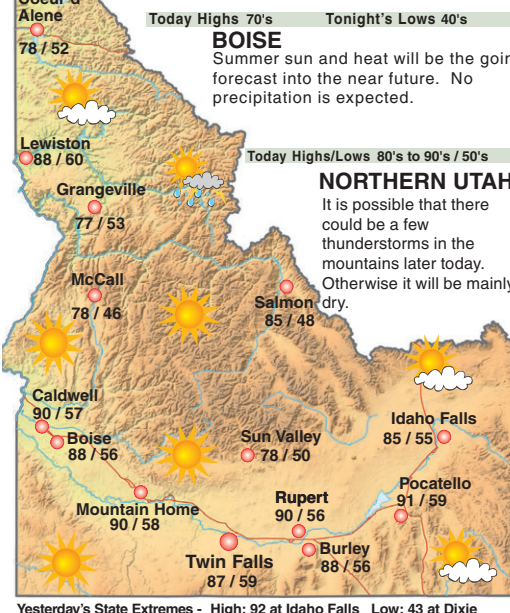 Coeur d'
Alene
78 / 52
Today Highs 70's Tonight's Lows 40's
BOISE
Summer sun and heat will be the goin
forecast into the near future. No
precipitation is expected.
Lewiston
88 / 60
Today Highs/Lows 80's to 90's / 50's
NORTHERN UTAH
It is possible that there
could be a few
thunderstorms in the
mountains later today.
Otherwise it will be mainly
dry.
Grangeville
77 / 53
McCall
78 / 46
Salmon
85 / 48
Caldwell
90 / 57
Boise
88 / 56
Sun Valley
78 / 50
Idaho Falls
85 / 55
Mountain Home
90 / 58
Rupert
90 / 56
Pocatello
91 / 59
Twin Falls
87 / 59
Burley
88 / 56
Yesterday's State Extremes - High: 92 at Idaho Falls Low: 43 at Dixie